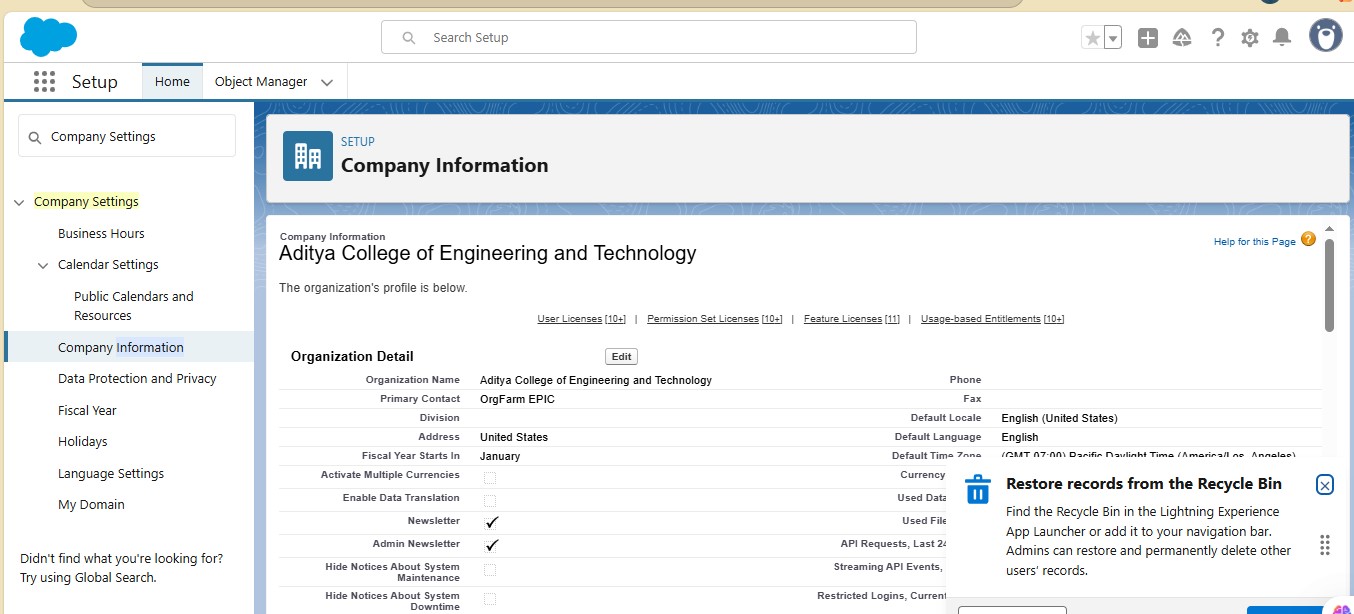 Search Setup
Setup
Home
Object Manager
Company Settings
Company Settings
Business Hours
Calendar Settings
Public Calendars and
Resources
Company Information
Data Protection and Privacy
Fiscal Year
Holidays
Language Settings
My Domain
Didn't find what you're looking for?
Try using Global Search.
SETUP
Company Information
Company Information
Aditya College of Engineering and Technology
Help for this Page
The organization's profile is below.
User Licenses [10+] | Permission Set Licenses [10+] | Feature Licenses [11] | Usage-based Entitlements [10+]
Organization Detail Edit
Organization Name Aditya College of Engineering and Technology Phone
Primary Contact OrgFarm EPIC Fax
Division Default Locale English (United States)
Address United States Default Language English
Fiscal Year Starts In January Default Time Zone (GMT-07:00) Pacific Daylight Time (America/Los_Angeles)
Activate Multiple Currencies Currency
Enable Data Translation Used Data
Newsletter Used File
Admin Newsletter API Requests, Last 24
Hide Notices About System
Maintenance
Streaming API Events,
Hide Notices About System
Downtime
Restricted Logins, Current
Restore records from the Recycle Bin
Find the Recycle Bin in the Lightning Experience
App Launcher or add it to your navigation bar.
Admins can restore and permanently delete other
users' records.